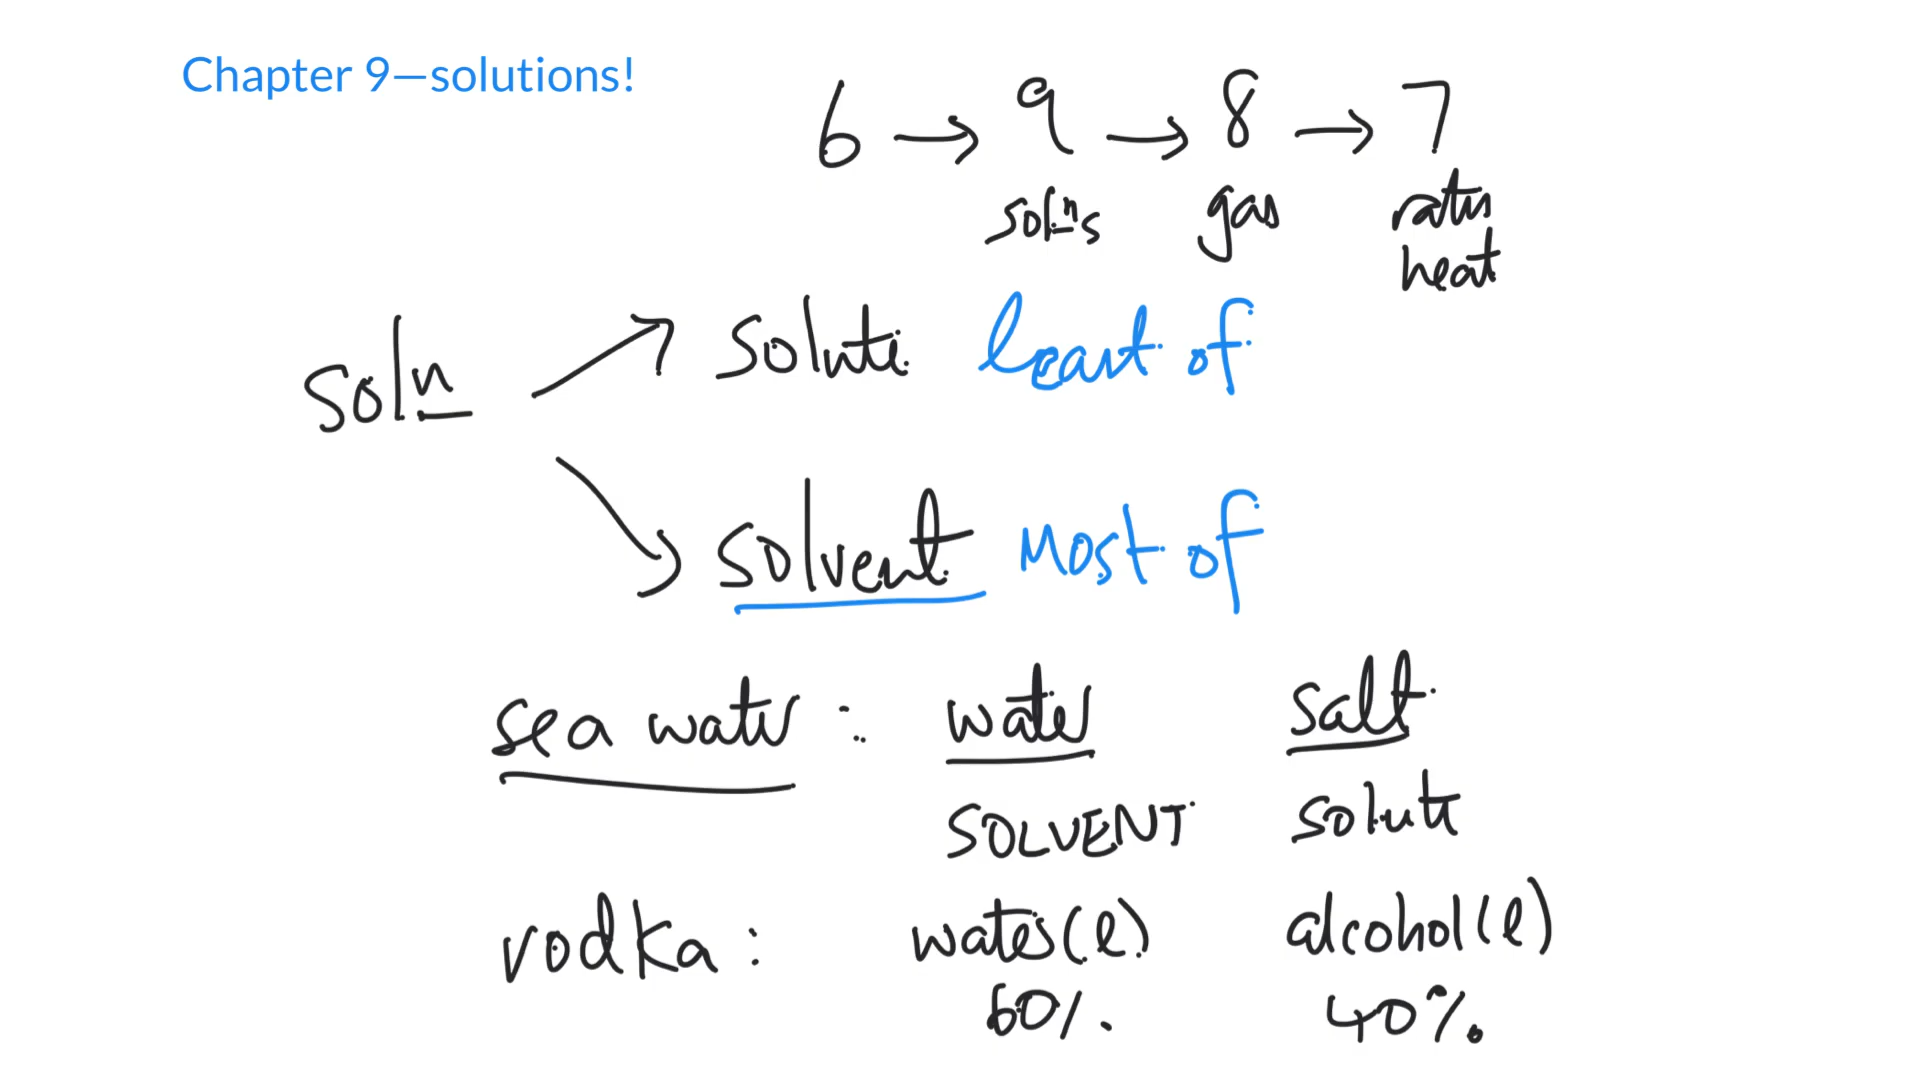 Chapter 9—solutions!
6 → 9 → 8 → 7
solns gas rates
heat
soln → solute least of
→ solvent most of
sea water : water salt
SOLVENT solute
vodka : water(l) alcohol(l)
60% 40%